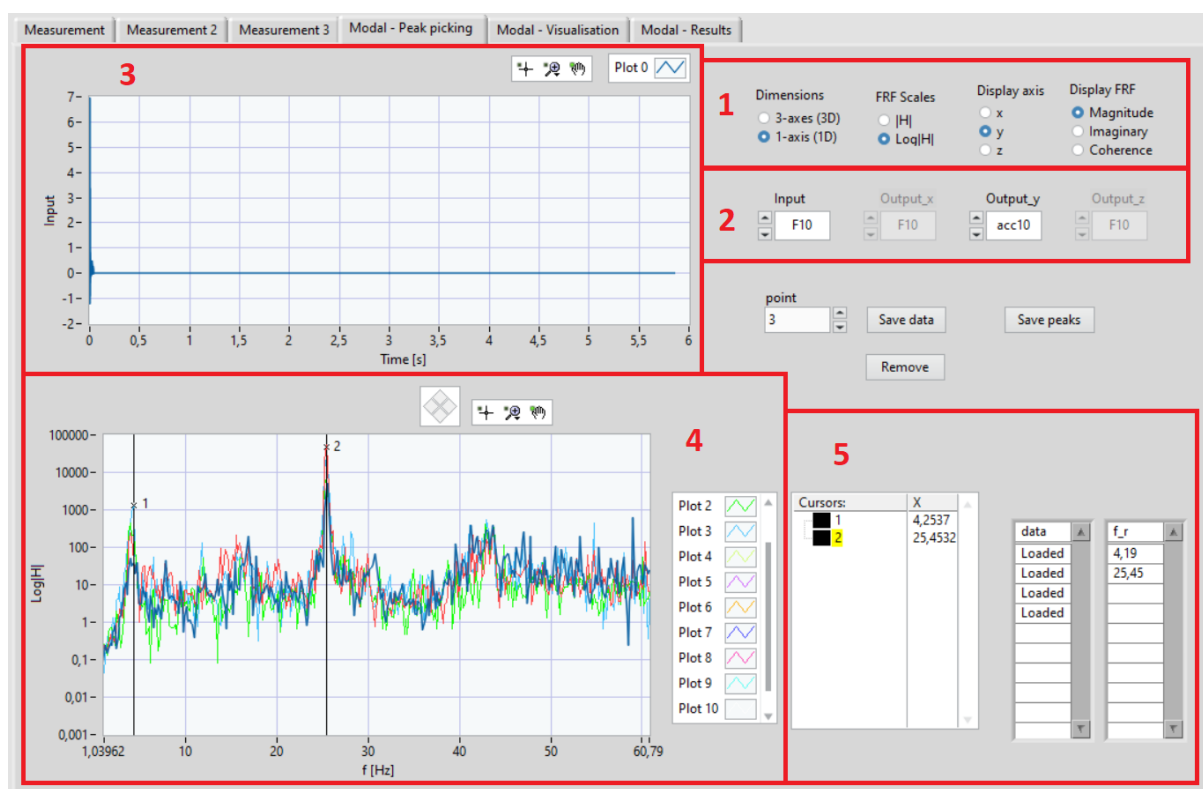 Measurement Measurement 2 Measurement 3 Modal - Peak picking Modal - Visualisation Modal - Results
3
Plot 0
7
6
5
4
3
2
1
0
-1
-2
Input
0 0,5 1 1,5 2 2,5 3 3,5 4 4,5 5 5,5 6
Time [s]
1
Dimensions
3-axes (3D)
1-axis (1D)
FRF Scales
|H|
Log|H|
Display axis
x
y
z
Display FRF
Magnitude
Imaginary
Coherence
2
Input Output_x Output_y Output_z
F10 F10 acc10 F10
point
3
Save data
Save peaks
Remove
4
100000
10000
1000
100
10
1
0,1
0,01
0,001
Log|H|
1
2
1,03962 10 20 30 40 50 60,79
f [Hz]
Plot 2
Plot 3
Plot 4
Plot 5
Plot 6
Plot 7
Plot 8
Plot 9
Plot 10
5
Cursors: X
1 4,2537
2 25,4532
data f_r
Loaded 4,19
Loaded 25,45
Loaded
Loaded